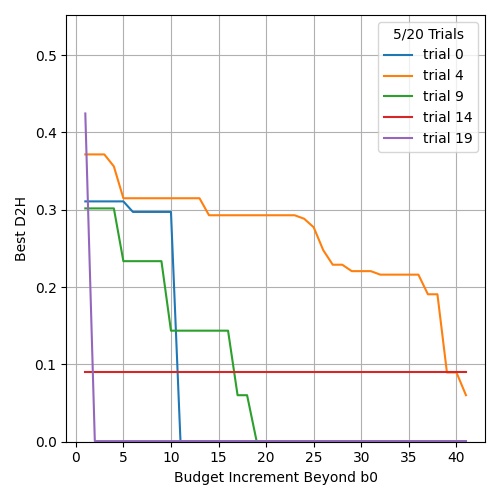 5/20 Trials
trial 0
trial 4
trial 9
trial 14
trial 19
Best D2H
0.5
0.4
0.3
0.2
0.1
0.0
0 5 10 15 20 25 30 35 40
Budget Increment Beyond b0